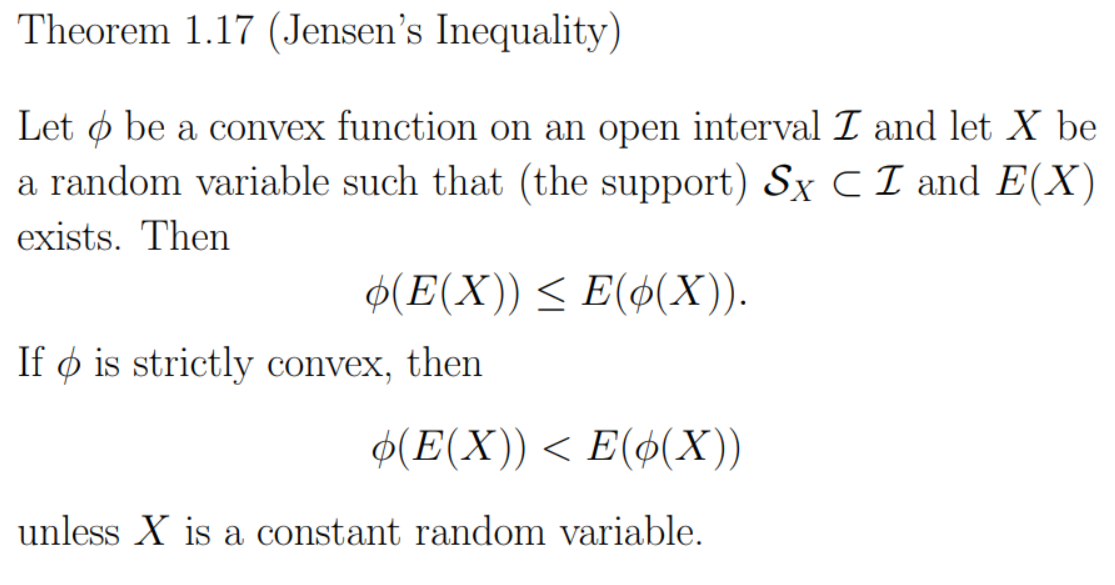 Theorem 1.17 (Jensen's Inequality)
Let ϕ be a convex function on an open interval ℐ and let X be
a random variable such that (the support) 𝒮_X ⊂ ℐ and E(X)
exists. Then
ϕ(E(X)) ≤ E(ϕ(X)).
If ϕ is strictly convex, then
ϕ(E(X)) < E(ϕ(X))
unless X is a constant random variable.